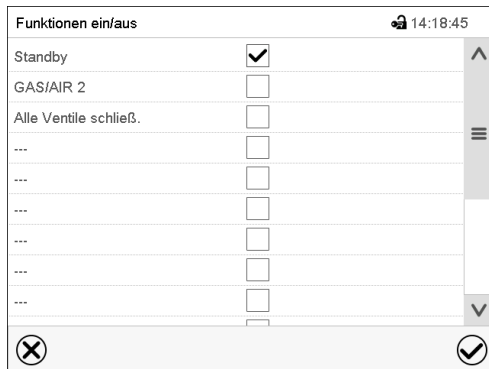 Funktionen ein/aus 14:18:45
Standby
GAS/AIR 2
Alle Ventile schließ.
---
---
---
---
---
---